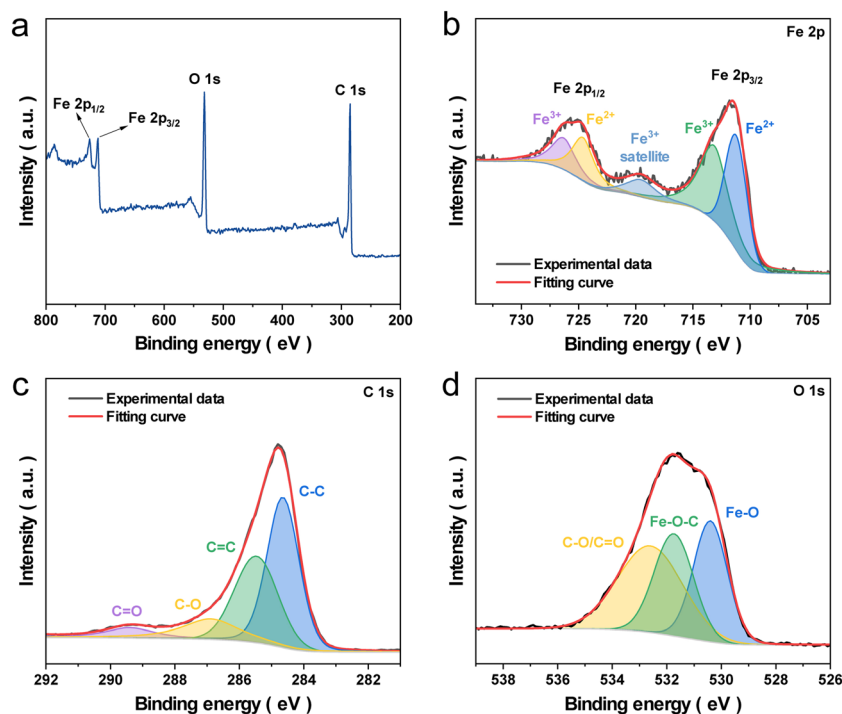 a
O 1s
C 1s
Fe 2p1/2
Fe 2p3/2
Intensity ( a.u. )
800 700 600 500 400 300 200
Binding energy ( eV )
b
Fe 2p
Fe 2p1/2
Fe 2p3/2
Fe3+
Fe2+
Fe3+
satellite
Fe3+
Fe2+
Experimental data
Fitting curve
Intensity ( a.u. )
730 725 720 715 710 705
Binding energy ( eV )
c
C 1s
Experimental data
Fitting curve
C-C
C=C
C-O
C=O
Intensity ( a.u. )
292 290 288 286 284 282
Binding energy ( eV )
d
O 1s
Experimental data
Fitting curve
Fe-O
Fe-O-C
C-O/C=O
Intensity ( a.u. )
538 536 534 532 530 528 526
Binding energy ( eV )